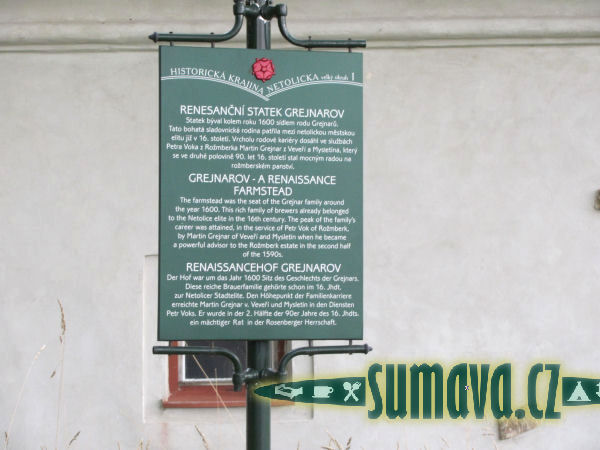 HISTORICKÁ KRAJINA NETOLICKA velký okruh 1
RENESANČNÍ STATEK GREJNAROV
Statek býval kolem roku 1600 sídlem rodu Grejnarů.
Tato bohatá sladovnická rodina patřila mezi netolickou městskou
elitu již v 16. století. Vrcholu rodové kariéry dosáhl ve službách
Petra Voka z Rožmberka Martin Grejnar z Veveří a Mysletína, který
se ve druhé polovině 90. let 16. století stal mocným radou na
rožmberském panství.
GREJNAROV - A RENAISSANCE
FARMSTEAD
The farmstead was the seat of the Grejnar family around
the year 1600. This rich family of brewers already belonged
to the Netolice elite in the 16th century. The peak of the family's
career was attained, in the service of Petr Vok of Rožmberk,
by Martin Grejnar of Veveří and Mysletín when he became
a powerful advisor to the Rožmberk estate in the second half
of the 1590s.
RENAISSANCEHOF GREJNAROV
Der Hof war um das Jahr 1600 Sitz des Geschlechts der Grejnars.
Diese reiche Brauerfamilie gehörte schon im 16. Jhdt.
zur Netolicer Stadtelite. Den Höhepunkt der Familienkarriere
erreichte Martin Grejnar v. Veveří und Mysletín in den Diensten
Petr Voks. Er wurde in der 2. Hälfte der 90er Jahre des 16. Jhdts.
ein mächtiger Rat in der Rosenberger Herrschaft.
sumava.cz